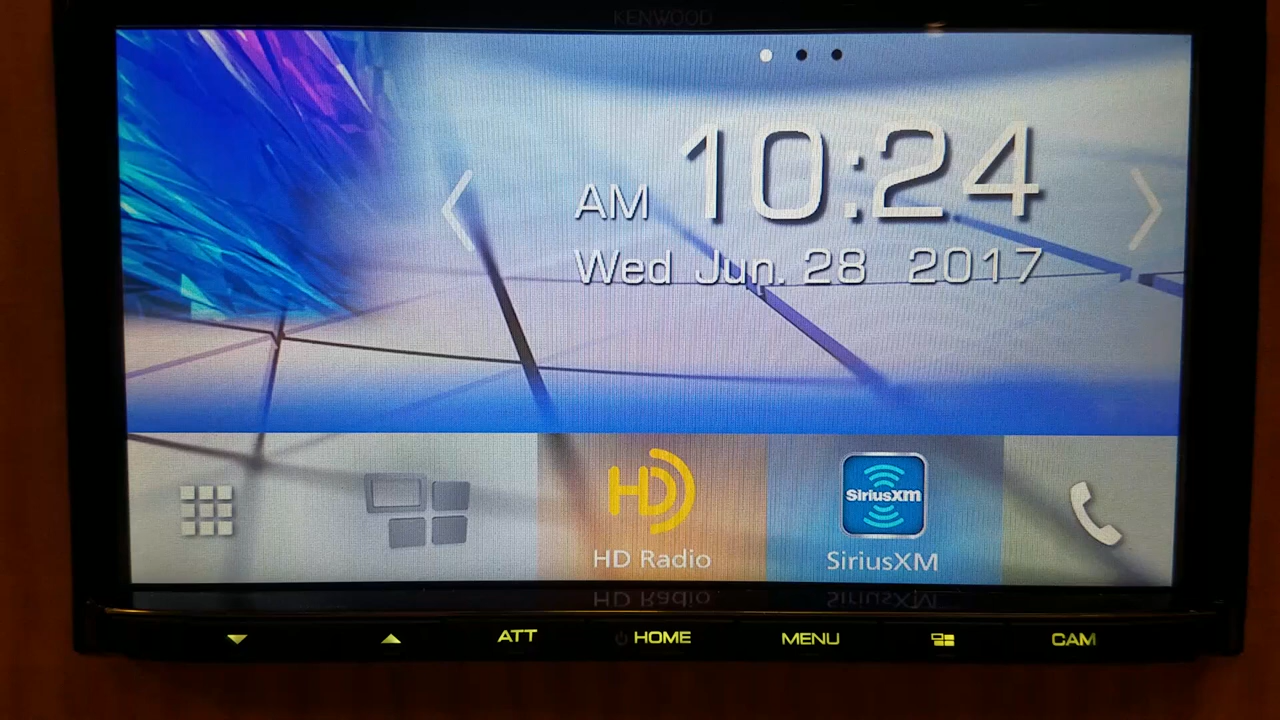 KENWOOD
AM 10:24
Wed Jun. 28 2017
HD
SiriusXM
HD Radio
SiriusXM
HD Radio
SiriusXM
ATT
HOME
MENU
CAM